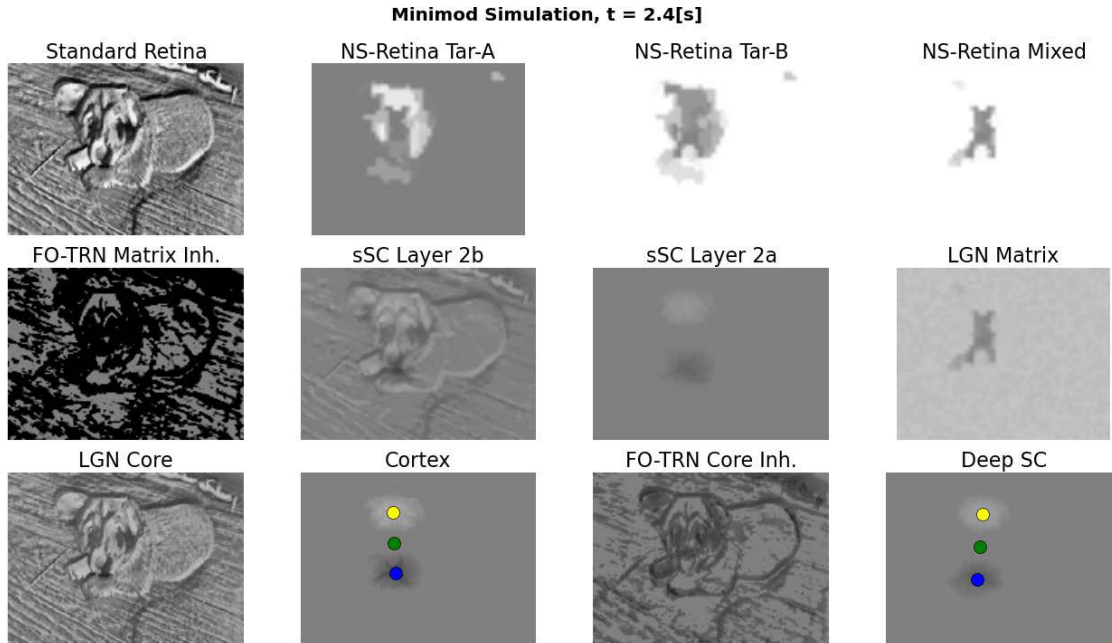 Minimod Simulation, t = 2.4[s]
Standard Retina
NS-Retina Tar-A
NS-Retina Tar-B
NS-Retina Mixed
FO-TRN Matrix Inh.
sSC Layer 2b
sSC Layer 2a
LGN Matrix
LGN Core
Cortex
FO-TRN Core Inh.
Deep SC